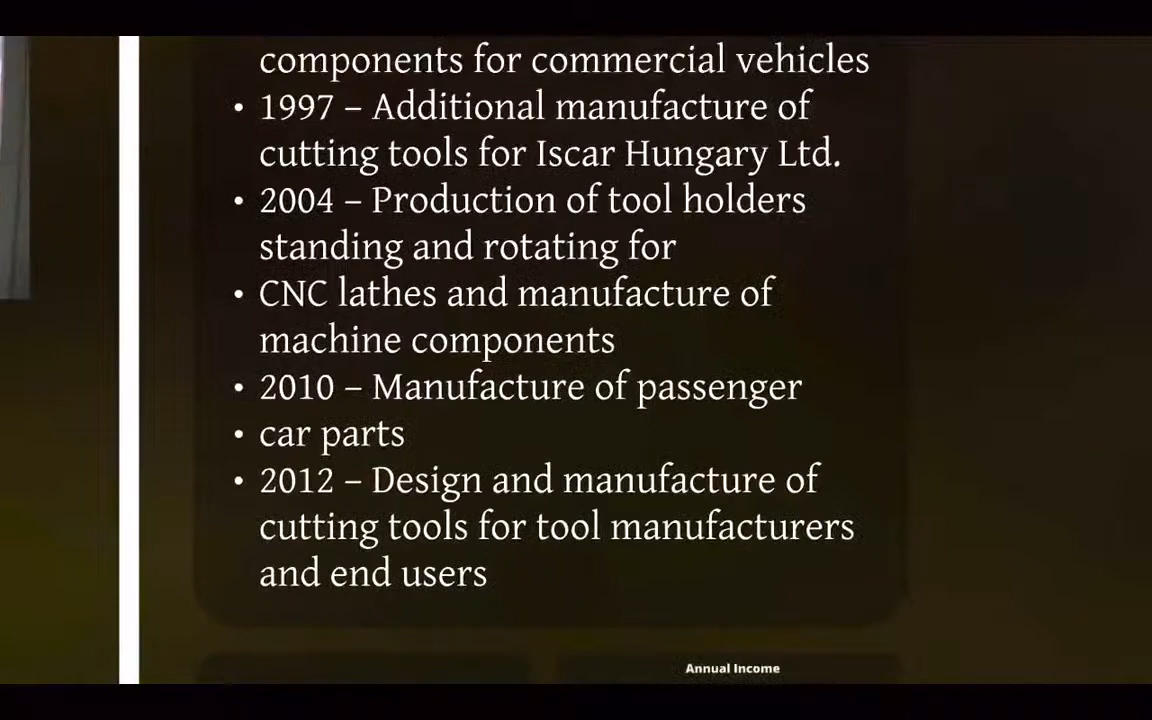 components for commercial vehicles
• 1997 – Additional manufacture of
cutting tools for Iscar Hungary Ltd.
• 2004 – Production of tool holders
standing and rotating for
• CNC lathes and manufacture of
machine components
• 2010 – Manufacture of passenger
• car parts
• 2012 – Design and manufacture of
cutting tools for tool manufacturers
and end users
Annual Income